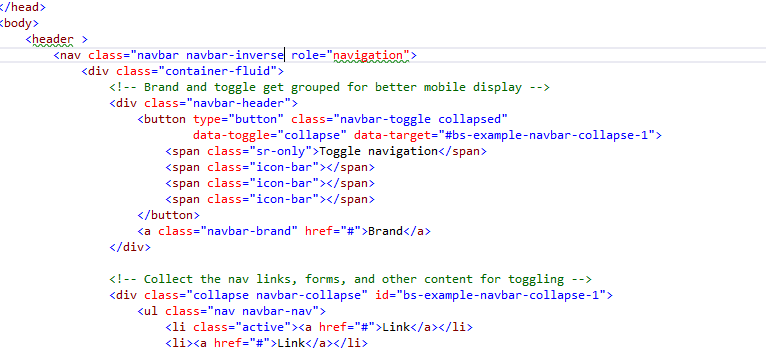 </head>
<body>
<header >
<nav class="navbar navbar-inverse role="navigation">
<div class="container-fluid">
<!-- Brand and toggle get grouped for better mobile display -->
<div class="navbar-header">
<button type="button" class="navbar-toggle collapsed"
data-toggle="collapse" data-target="#bs-example-navbar-collapse-1">
<span class="sr-only">Toggle navigation</span>
<span class="icon-bar"></span>
<span class="icon-bar"></span>
<span class="icon-bar"></span>
</button>
<a class="navbar-brand" href="#">Brand</a>
</div>
<!-- Collect the nav links, forms, and other content for toggling -->
<div class="collapse navbar-collapse" id="bs-example-navbar-collapse-1">
<ul class="nav navbar-nav">
<li class="active"><a href="#">Link</a></li>
<li><a href="#">Link</a></li>